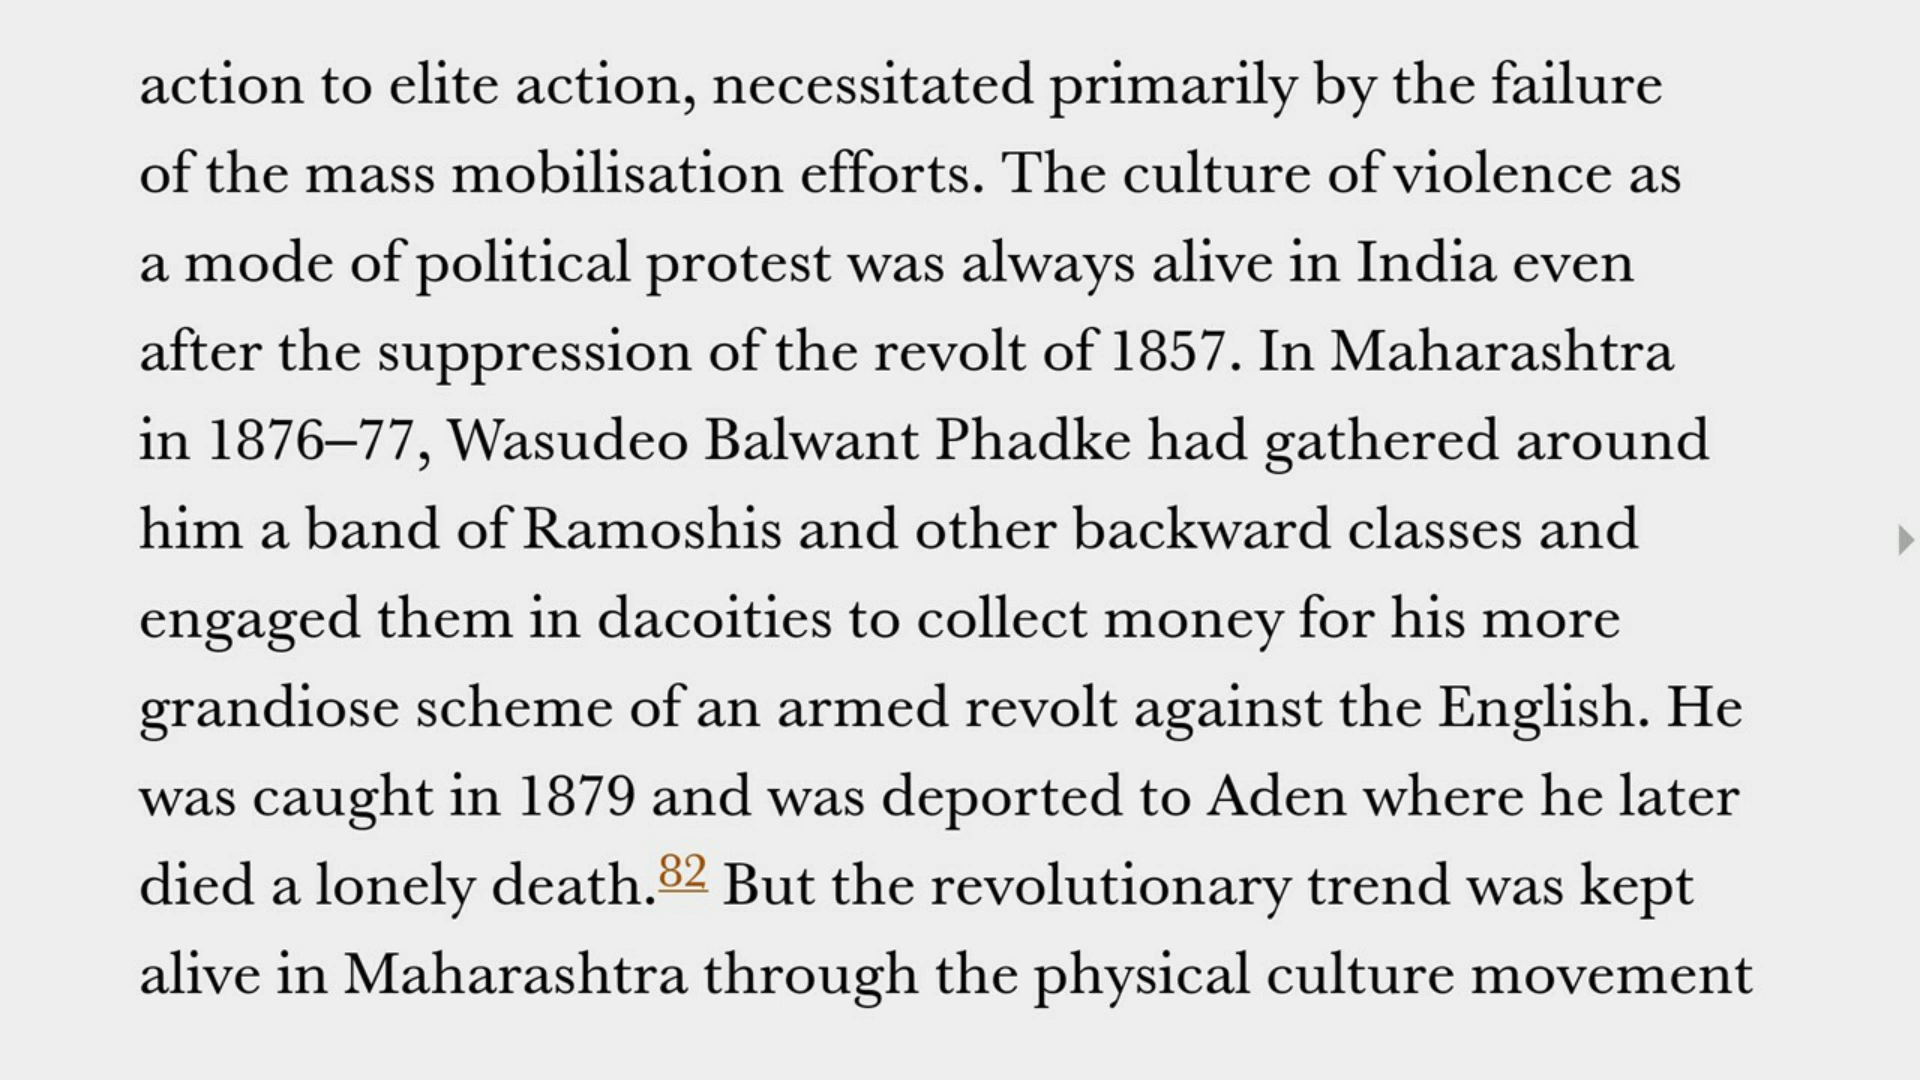 action to elite action, necessitated primarily by the failure
of the mass mobilisation efforts. The culture of violence as
a mode of political protest was always alive in India even
after the suppression of the revolt of 1857. In Maharashtra
in 1876–77, Wasudeo Balwant Phadke had gathered around
him a band of Ramoshis and other backward classes and
engaged them in dacoities to collect money for his more
grandiose scheme of an armed revolt against the English. He
was caught in 1879 and was deported to Aden where he later
died a lonely death.82 But the revolutionary trend was kept
alive in Maharashtra through the physical culture movement